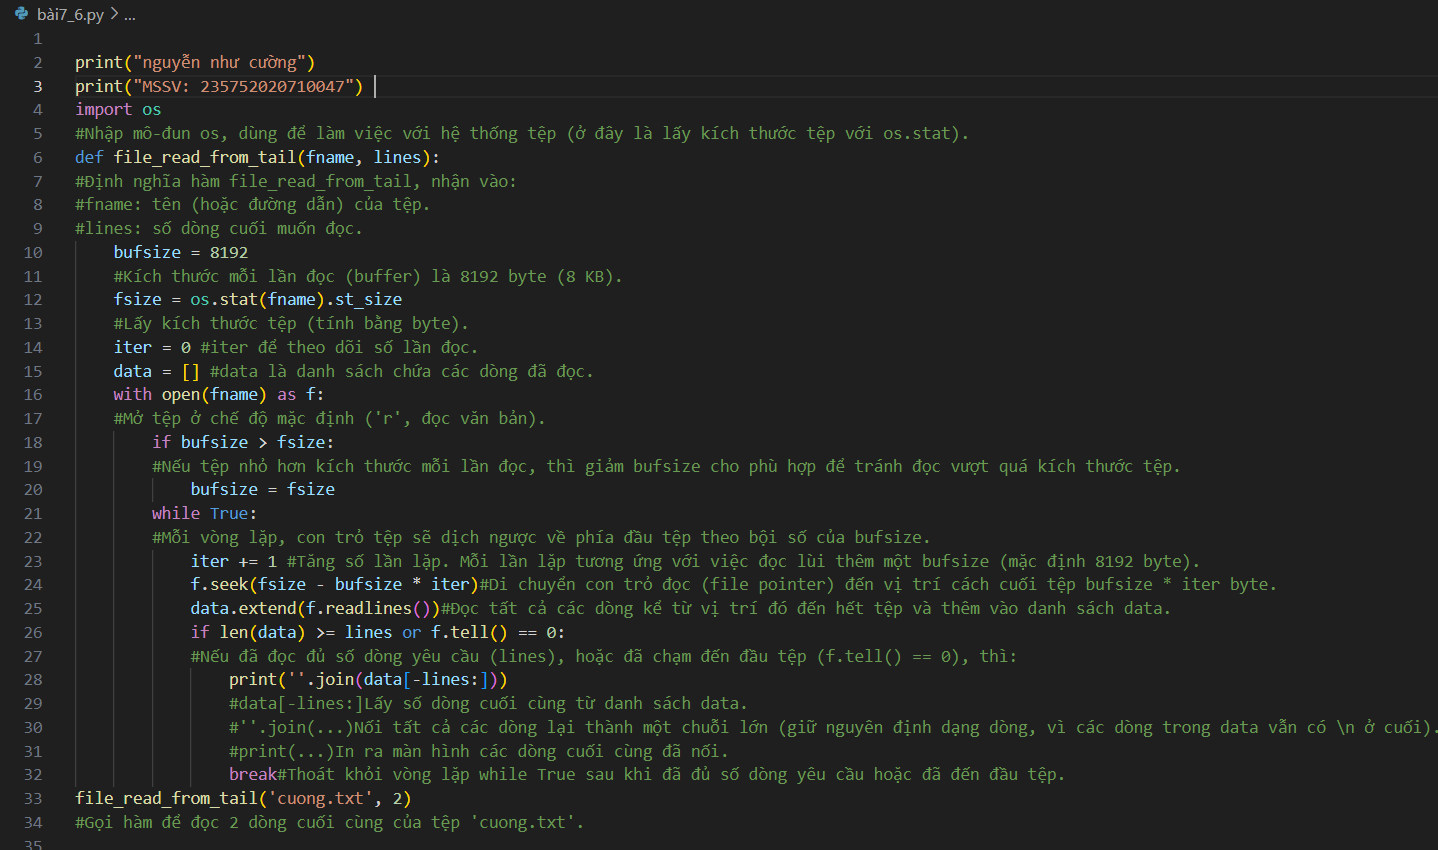 bài7_6.py > ...
1
2 print("nguyễn như cường")
3 print("MSSV: 235752020710047")
4 import os
5 #Nhập mô-đun os, dùng để làm việc với hệ thống tệp (ở đây là lấy kích thước tệp với os.stat).
6 def file_read_from_tail(fname, lines):
7 #Định nghĩa hàm file_read_from_tail, nhận vào:
8 #fname: tên (hoặc đường dẫn) của tệp.
9 #lines: số dòng cuối muốn đọc.
10     bufsize = 8192
11     #Kích thước mỗi lần đọc (buffer) là 8192 byte (8 KB).
12     fsize = os.stat(fname).st_size
13     #Lấy kích thước tệp (tính bằng byte).
14     iter = 0 #iter để theo dõi số lần đọc.
15     data = [] #data là danh sách chứa các dòng đã đọc.
16     with open(fname) as f:
17     #Mở tệp ở chế độ mặc định ('r', đọc văn bản).
18         if bufsize > fsize:
19         #Nếu tệp nhỏ hơn kích thước mỗi lần đọc, thì giảm bufsize cho phù hợp để tránh đọc vượt quá kích thước tệp.
20             bufsize = fsize
21         while True:
22         #Mỗi vòng lặp, con trỏ tệp sẽ dịch ngược về phía đầu tệp theo bội số của bufsize.
23             iter += 1 #Tăng số lần lặp. Mỗi lần lặp tương ứng với việc đọc lùi thêm một bufsize (mặc định 8192 byte).
24             f.seek(fsize - bufsize * iter)#Di chuyển con trỏ đọc (file pointer) đến vị trí cách cuối tệp bufsize * iter byte.
25             data.extend(f.readlines())#Đọc tất cả các dòng kể từ vị trí đó đến hết tệp và thêm vào danh sách data.
26             if len(data) >= lines or f.tell() == 0:
27             #Nếu đã đọc đủ số dòng yêu cầu (lines), hoặc đã chạm đến đầu tệp (f.tell() == 0), thì:
28                 print(''.join(data[-lines:]))
29                 #data[-lines:]Lấy số dòng cuối cùng từ danh sách data.
30                 #''.join(...)Nối tất cả các dòng lại thành một chuỗi lớn (giữ nguyên định dạng dòng, vì các dòng trong data vẫn có \n ở cuối).
31                 #print(...)In ra màn hình các dòng cuối cùng đã nối.
32                 break#Thoát khỏi vòng lặp while True sau khi đã đủ số dòng yêu cầu hoặc đã đến đầu tệp.
33 file_read_from_tail('cuong.txt', 2)
34 #Gọi hàm để đọc 2 dòng cuối cùng của tệp 'cuong.txt'.
35